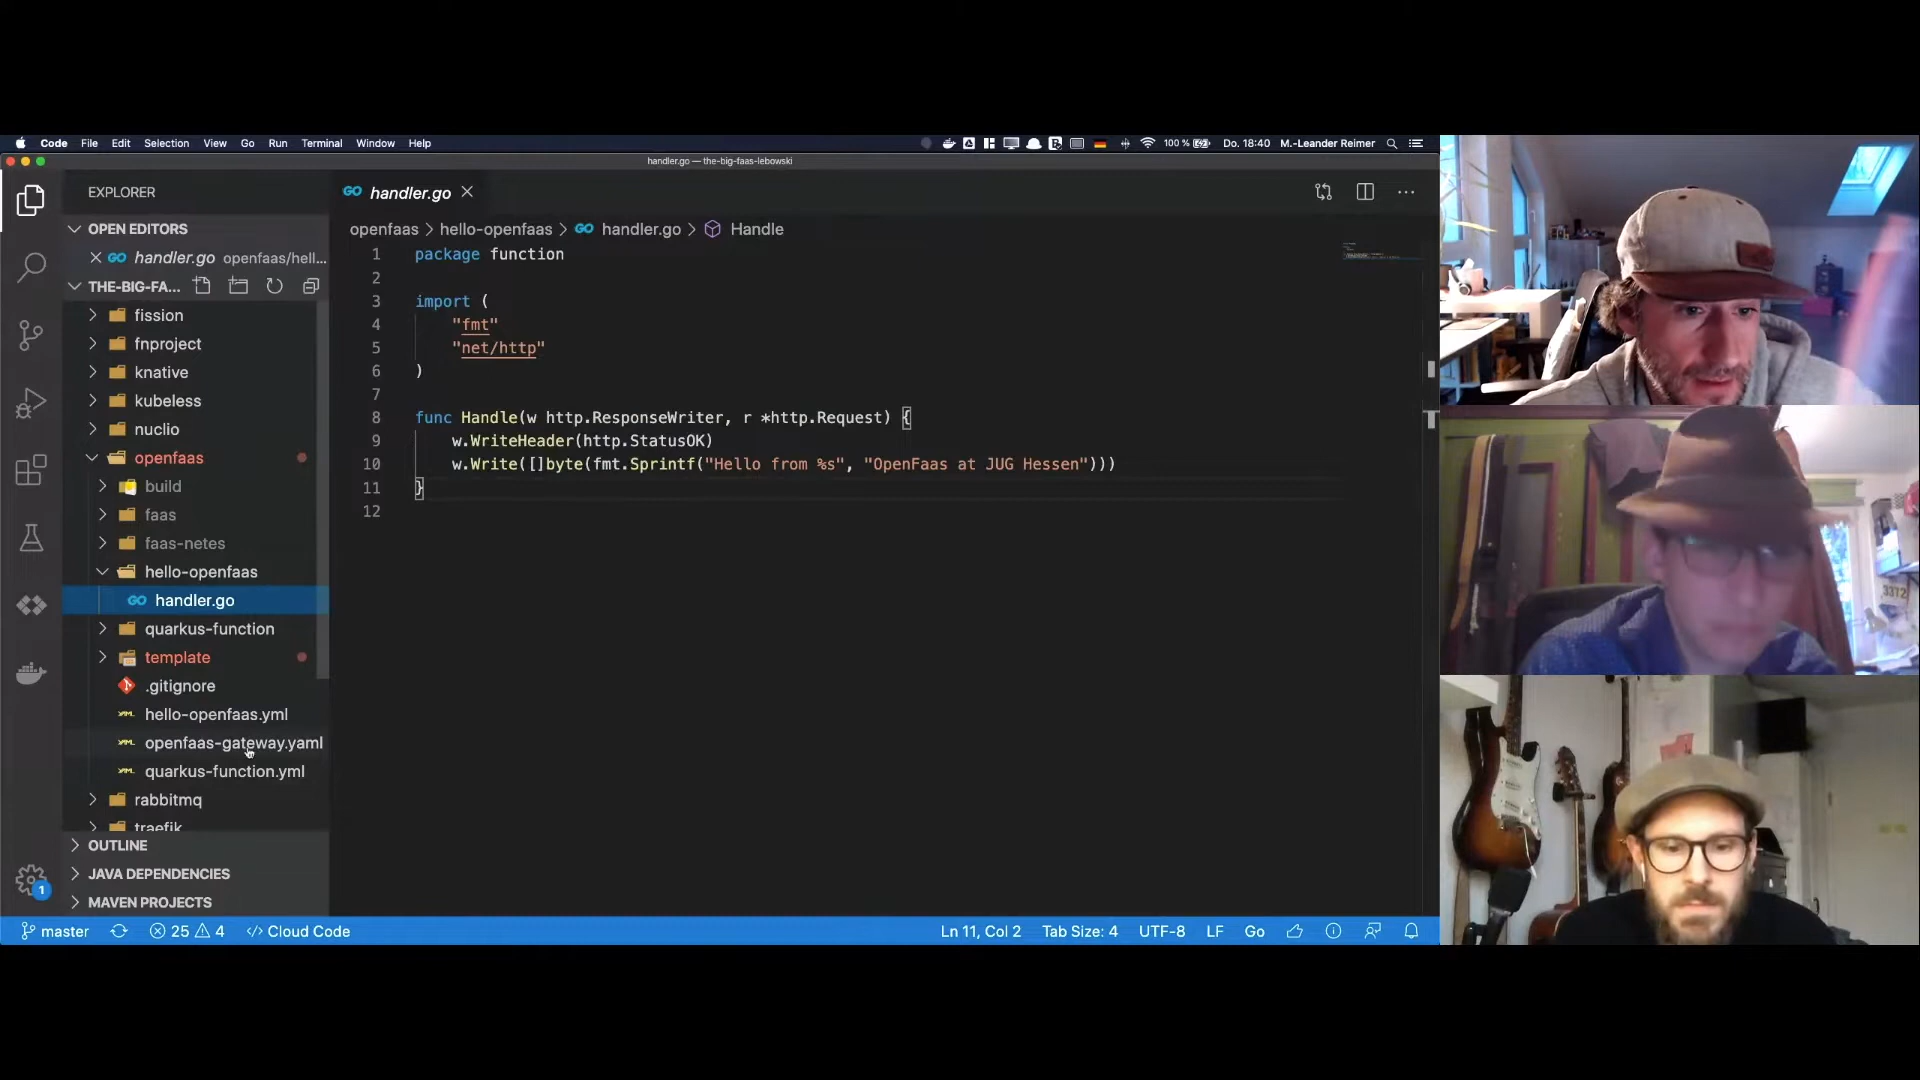 Code File Edit Selection View Go Run Terminal Window Help
100 % Do. 18:40 M.-Leander Reimer
handler.go — the-big-faas-lebowski
EXPLORER
OPEN EDITORS
handler.go openfaas/hell...
THE-BIG-FA...
fission
fnproject
knative
kubeless
nuclio
openfaas
build
faas
faas-netes
hello-openfaas
GO handler.go
quarkus-function
template
.gitignore
hello-openfaas.yml
openfaas-gateway.yaml
quarkus-function.yml
rabbitmq
traefik
OUTLINE
JAVA DEPENDENCIES
MAVEN PROJECTS
GO handler.go
openfaas > hello-openfaas > GO handler.go > Handle
1 package function
2
3 import (
4 "fmt"
5 "net/http"
6 )
7
8 func Handle(w http.ResponseWriter, r *http.Request) {
9 w.WriteHeader(http.StatusOK)
10 w.Write([]byte(fmt.Sprintf("Hello from %s", "OpenFaas at JUG Hessen")))
11 }
12
1
master 25 4 </> Cloud Code Ln 11, Col 2 Tab Size: 4 UTF-8 LF Go
3312